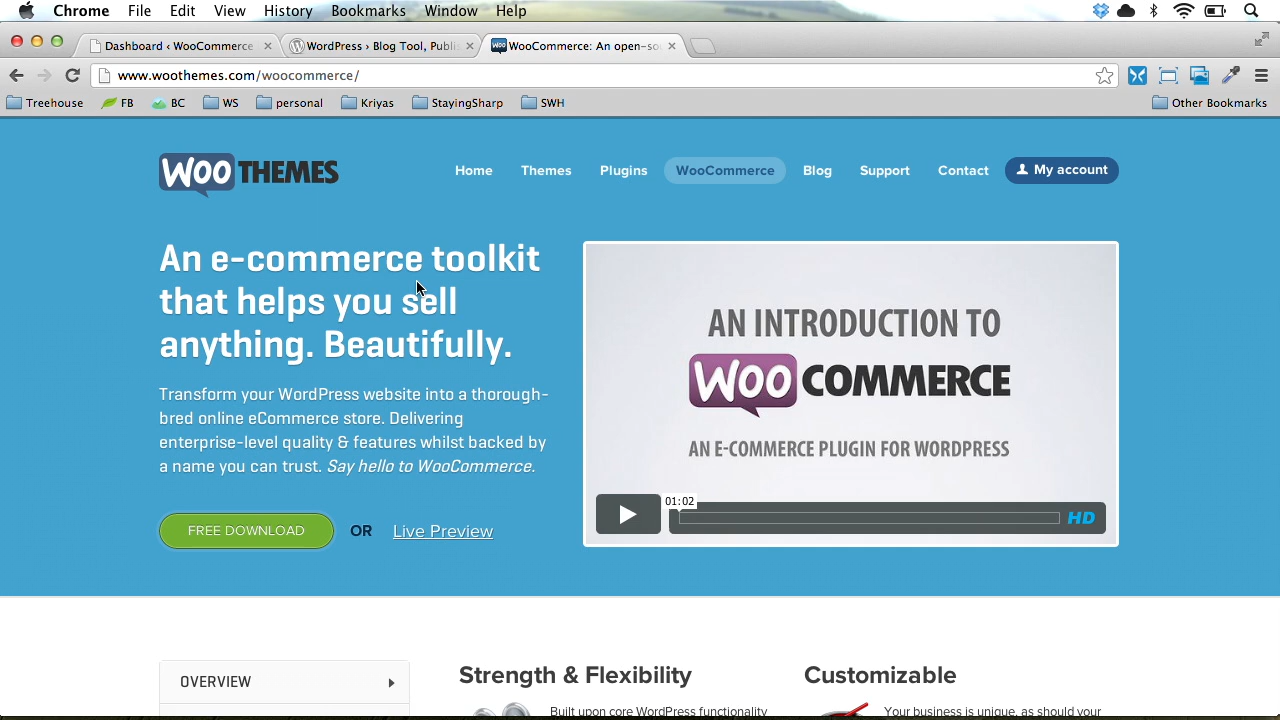 Chrome File Edit View History Bookmarks Window Help
Dashboard ‹ WooCommerce
WordPress › Blog Tool, Publis
WooCommerce: An open-so
www.woothemes.com/woocommerce/
Treehouse FB BC WS personal Kriyas StayingSharp SWH Other Bookmarks
WOO THEMES
Home Themes Plugins WooCommerce Blog Support Contact My account
An e-commerce toolkit
that helps you sell
anything. Beautifully.
Transform your WordPress website into a thorough-
bred online eCommerce store. Delivering
enterprise-level quality & features whilst backed by
a name you can trust. Say hello to WooCommerce.
FREE DOWNLOAD OR Live Preview
AN INTRODUCTION TO
WOO COMMERCE
AN E-COMMERCE PLUGIN FOR WORDPRESS
01:02
HD
OVERVIEW
Strength & Flexibility
Built upon core WordPress functionality
Customizable
Your business is unique, as should your